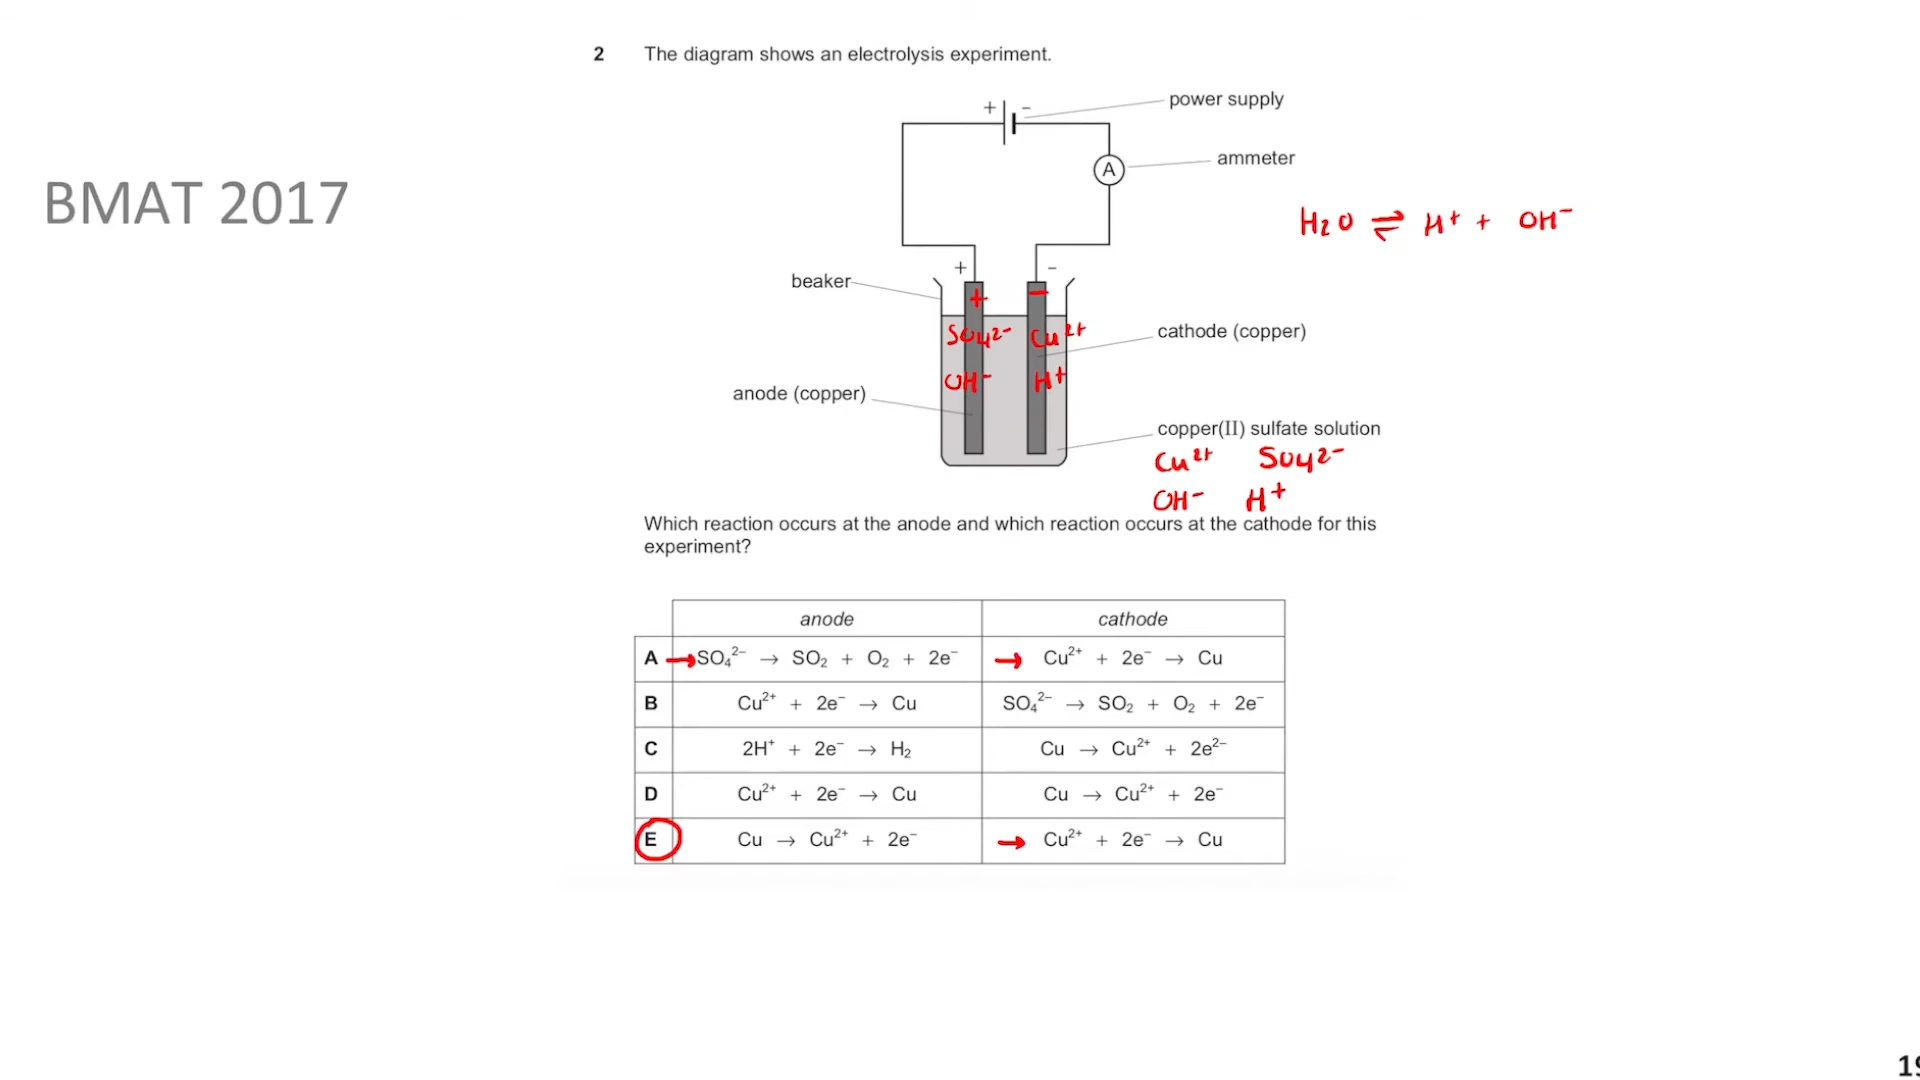 BMAT 2017
2 The diagram shows an electrolysis experiment.
+ −
power supply
A
ammeter
H₂O ⇌ H⁺ + OH⁻
+ −
beaker
+ −
SO₄²⁻ Cu²⁺
cathode (copper)
OH⁻ H⁺
anode (copper)
copper(II) sulfate solution
Cu²⁺ SO₄²⁻
OH⁻ H⁺
Which reaction occurs at the anode and which reaction occurs at the cathode for this
experiment?
anode cathode
A → SO₄²⁻ → SO₂ + O₂ + 2e⁻ → Cu²⁺ + 2e⁻ → Cu
B Cu²⁺ + 2e⁻ → Cu SO₄²⁻ → SO₂ + O₂ + 2e⁻
C 2H⁺ + 2e⁻ → H₂ Cu → Cu²⁺ + 2e²⁻
D Cu²⁺ + 2e⁻ → Cu Cu → Cu²⁺ + 2e⁻
E Cu → Cu²⁺ + 2e⁻ → Cu²⁺ + 2e⁻ → Cu
19